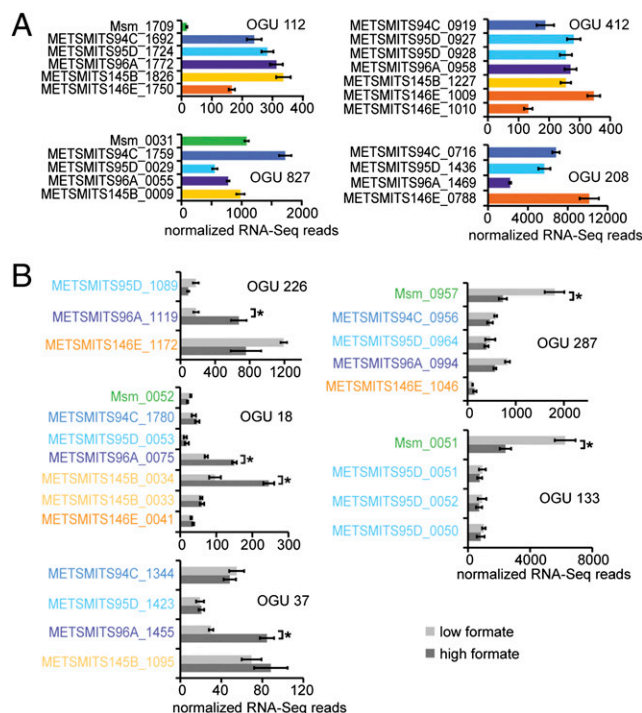 A
OGU 112
Msm_1709
METSMITS94C_1692
METSMITS95D_1724
METSMITS96A_1772
METSMITS145B_1826
METSMITS146E_1750
0 100 200 300 400
OGU 827
Msm_0031
METSMITS94C_1759
METSMITS95D_0029
METSMITS96A_0055
METSMITS145B_0009
0 1000 2000
normalized RNA-Seq reads
OGU 412
METSMITS94C_0919
METSMITS95D_0927
METSMITS95D_0928
METSMITS96A_0958
METSMITS145B_1227
METSMITS146E_1009
METSMITS146E_1010
0 100 200 300 400
OGU 208
METSMITS94C_0716
METSMITS95D_1436
METSMITS96A_1469
METSMITS146E_0788
0 4000 8000 12000
normalized RNA-Seq reads
B
OGU 226
METSMITS95D_1089
METSMITS96A_1119
*
METSMITS146E_1172
0 400 800 1200
OGU 18
Msm_0052
METSMITS94C_1780
METSMITS95D_0053
METSMITS96A_0075
*
METSMITS145B_0034
*
METSMITS145B_0033
METSMITS146E_0041
0 100 200 300
OGU 37
METSMITS94C_1344
METSMITS95D_1423
METSMITS96A_1455
*
METSMITS145B_1095
0 40 80 120
normalized RNA-Seq reads
OGU 287
Msm_0957
*
METSMITS94C_0956
METSMITS95D_0964
METSMITS96A_0994
METSMITS146E_1046
0 1000 2000
OGU 133
Msm_0051
*
METSMITS95D_0051
METSMITS95D_0052
METSMITS95D_0050
0 4000 8000
normalized RNA-Seq reads
low formate
high formate